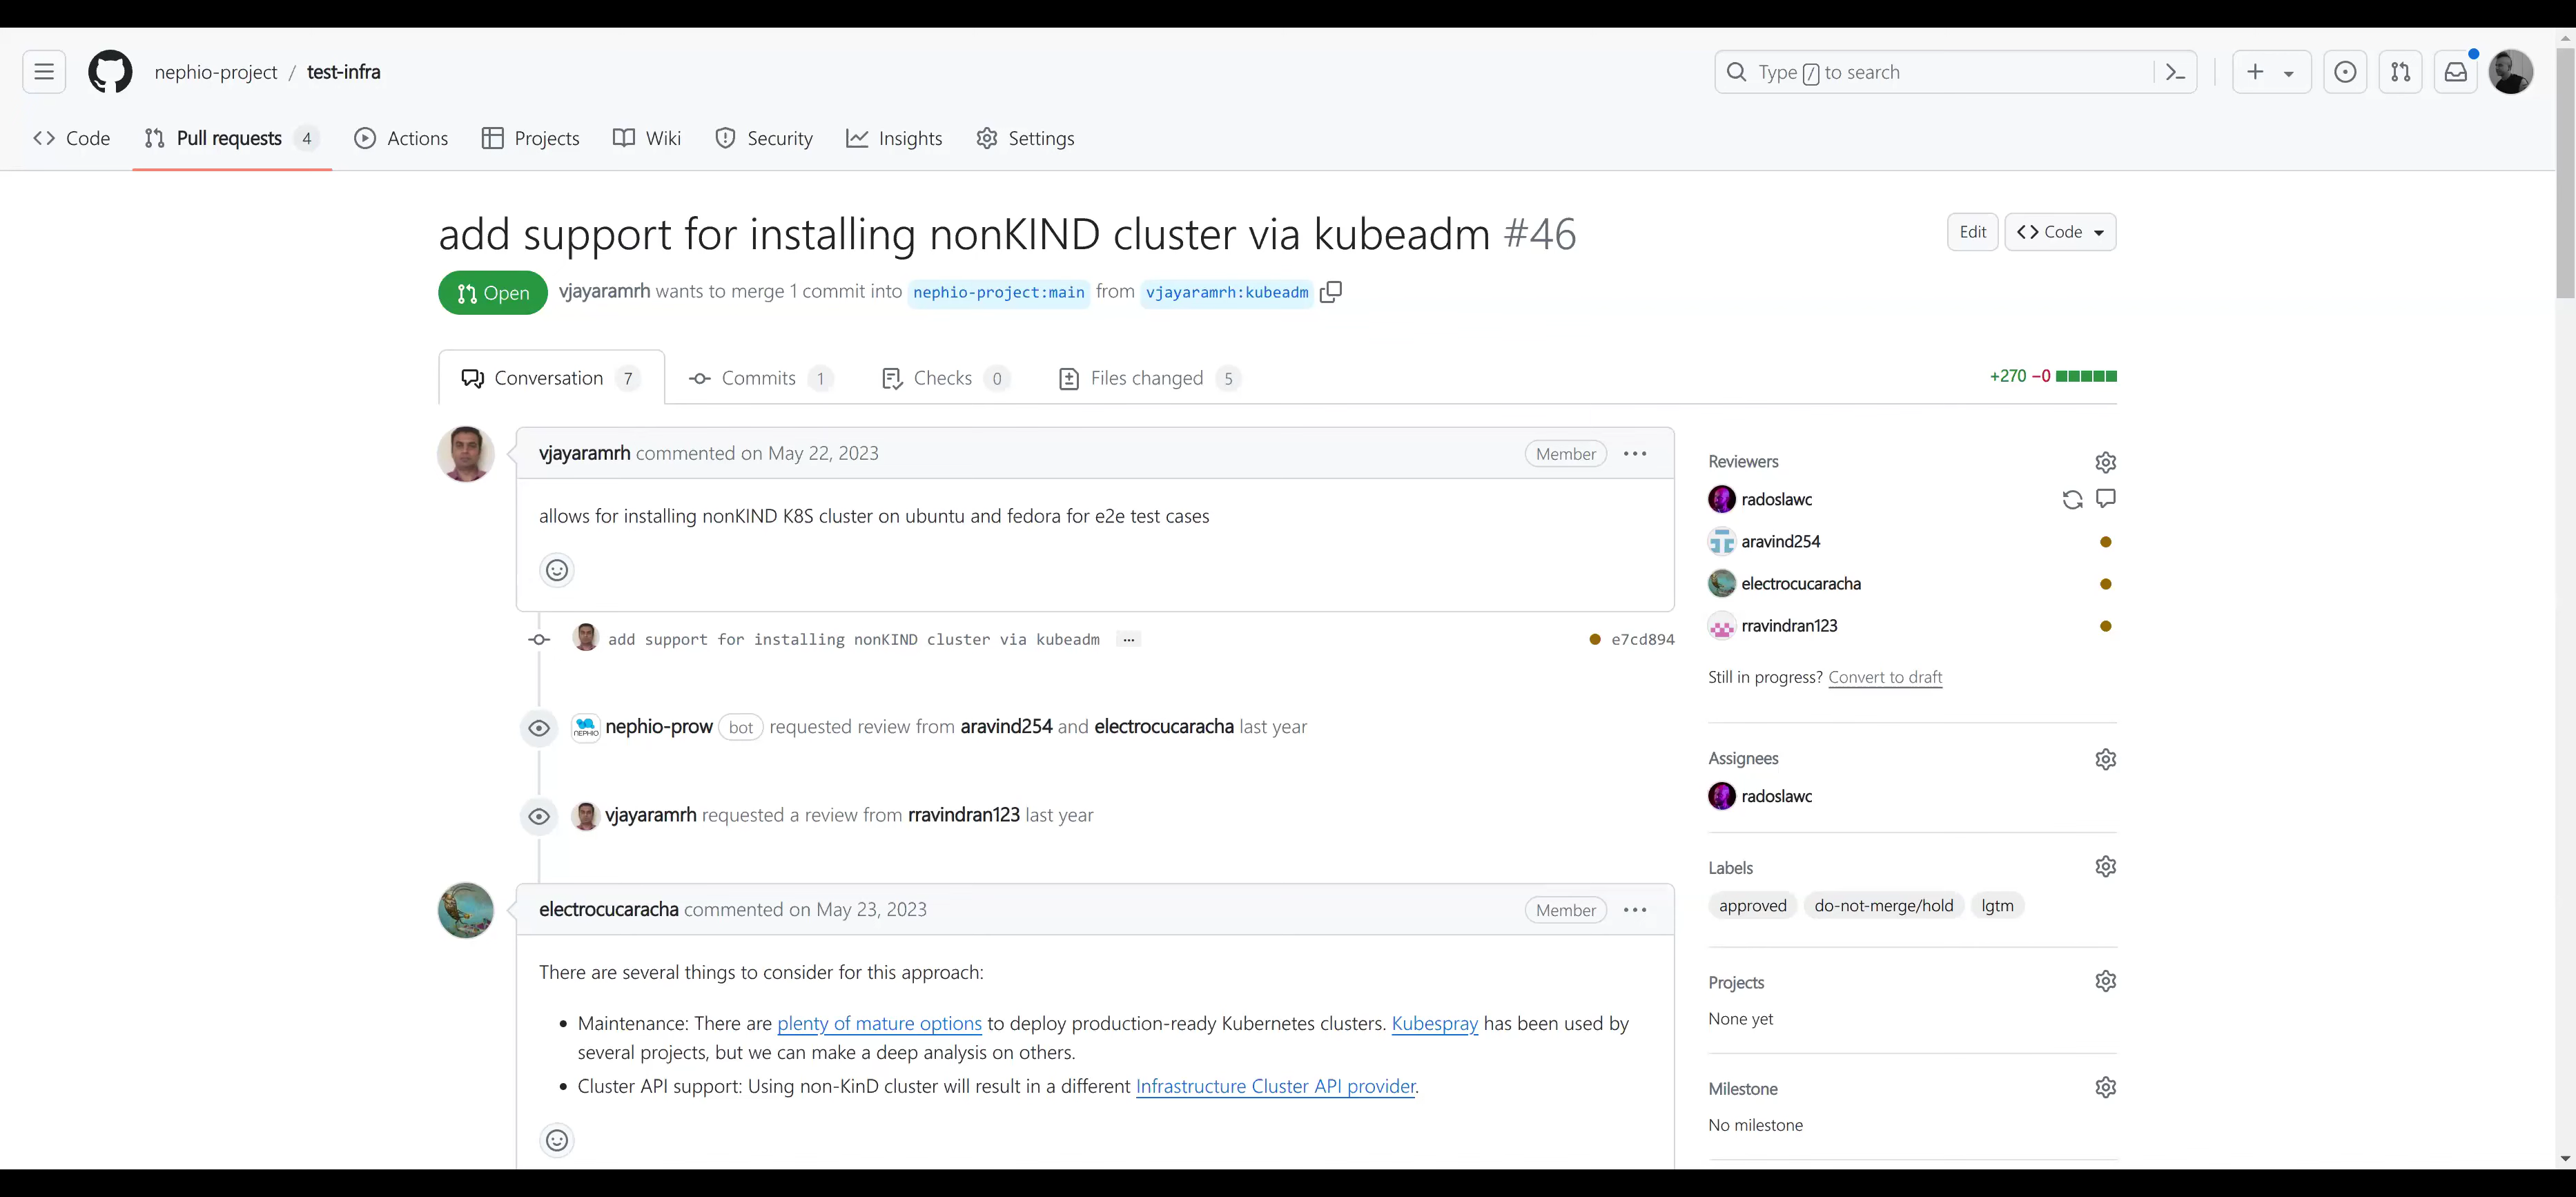 nephio-project / test-infra
Type / to search
Code
Pull requests 4
Actions
Projects
Wiki
Security
Insights
Settings
add support for installing nonKIND cluster via kubeadm #46
Edit
Code
Open
vjayaramrh wants to merge 1 commit into nephio-project:main from vjayaramrh:kubeadm
Conversation 7
Commits 1
Checks 0
Files changed 5
+270 −0
vjayaramrh commented on May 22, 2023
Member
allows for installing nonKIND K8S cluster on ubuntu and fedora for e2e test cases
add support for installing nonKIND cluster via kubeadm ...
e7cd894
NEPHIO
nephio-prow bot requested review from aravind254 and electrocucaracha last year
vjayaramrh requested a review from rravindran123 last year
electrocucaracha commented on May 23, 2023
Member
There are several things to consider for this approach:
• Maintenance: There are plenty of mature options to deploy production-ready Kubernetes clusters. Kubespray has been used by
several projects, but we can make a deep analysis on others.
• Cluster API support: Using non-KinD cluster will result in a different Infrastructure Cluster API provider.
Reviewers
radoslawc
aravind254
electrocucaracha
rravindran123
Still in progress? Convert to draft
Assignees
radoslawc
Labels
approved
do-not-merge/hold
lgtm
Projects
None yet
Milestone
No milestone